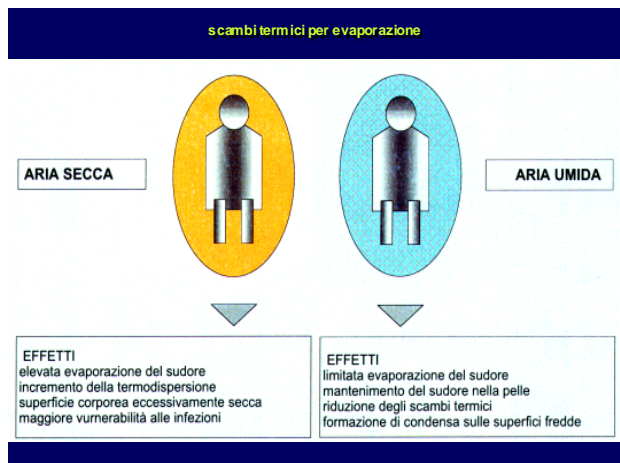 scambi termici per evaporazione
ARIA SECCA
ARIA UMIDA
EFFETTI
elevata evaporazione del sudore
incremento della termodispersione
superficie corporea eccessivamente secca
maggiore vurnerabilità alle infezioni
EFFETTI
limitata evaporazione del sudore
mantenimento del sudore nella pelle
riduzione degli scambi termici
formazione di condensa sulle superfici fredde